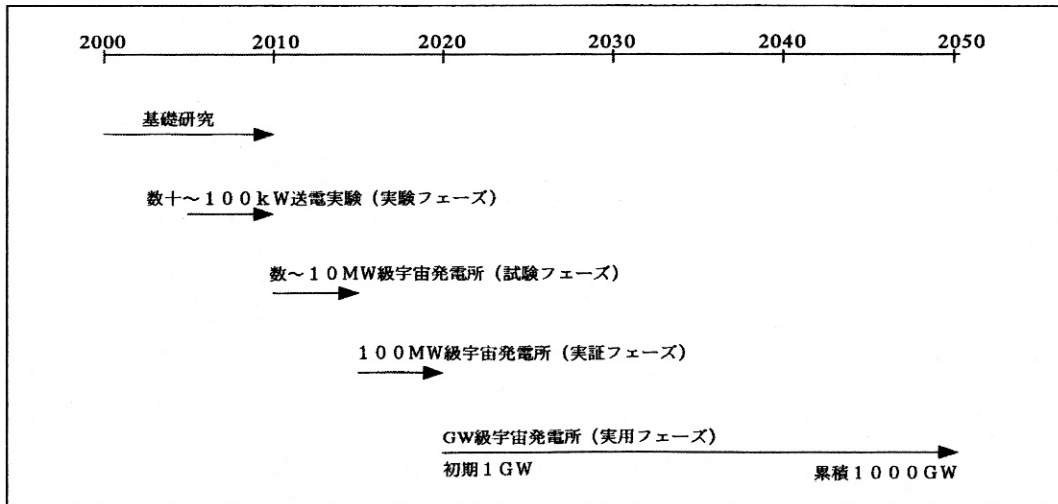 2000 2010 2020 2030 2040 2050
基礎研究
数十~100kW送電実験(実験フェーズ)
数~10MW級宇宙発電所(試験フェーズ)
100MW級宇宙発電所(実証フェーズ)
GW級宇宙発電所(実用フェーズ)
初期1GW 累積1000GW